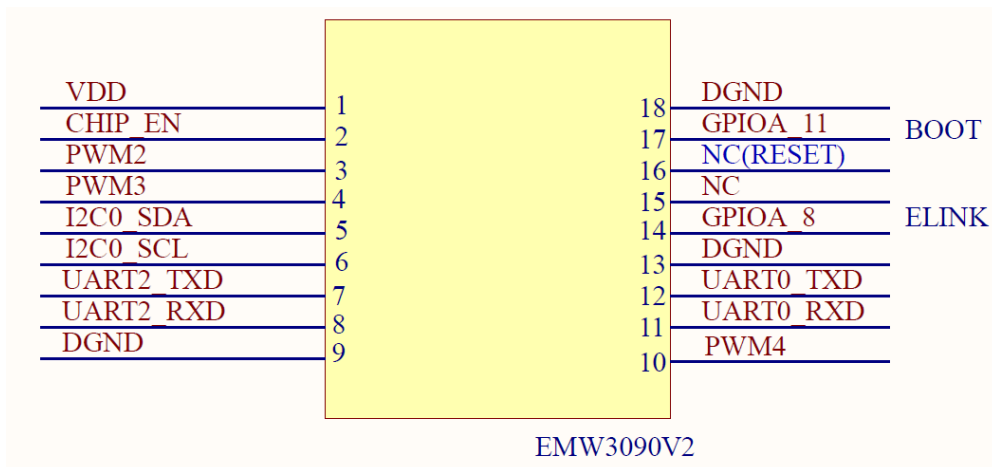 VDD 1
CHIP_EN 2
PWM2 3
PWM3 4
I2C0_SDA 5
I2C0_SCL 6
UART2_TXD 7
UART2_RXD 8
DGND 9
18 DGND
17 GPIOA_11 BOOT
16 NC(RESET)
15 NC
14 GPIOA_8 ELINK
13 DGND
12 UART0_TXD
11 UART0_RXD
10 PWM4
EMW3090V2